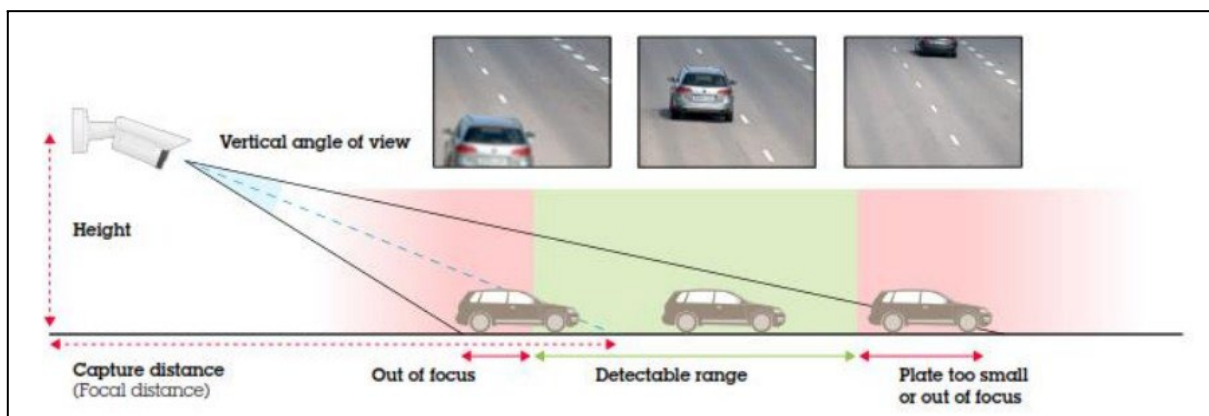 Vertical angle of view
Height
Capture distance
(Focal distance)
Out of focus
Detectable range
Plate too small
or out of focus